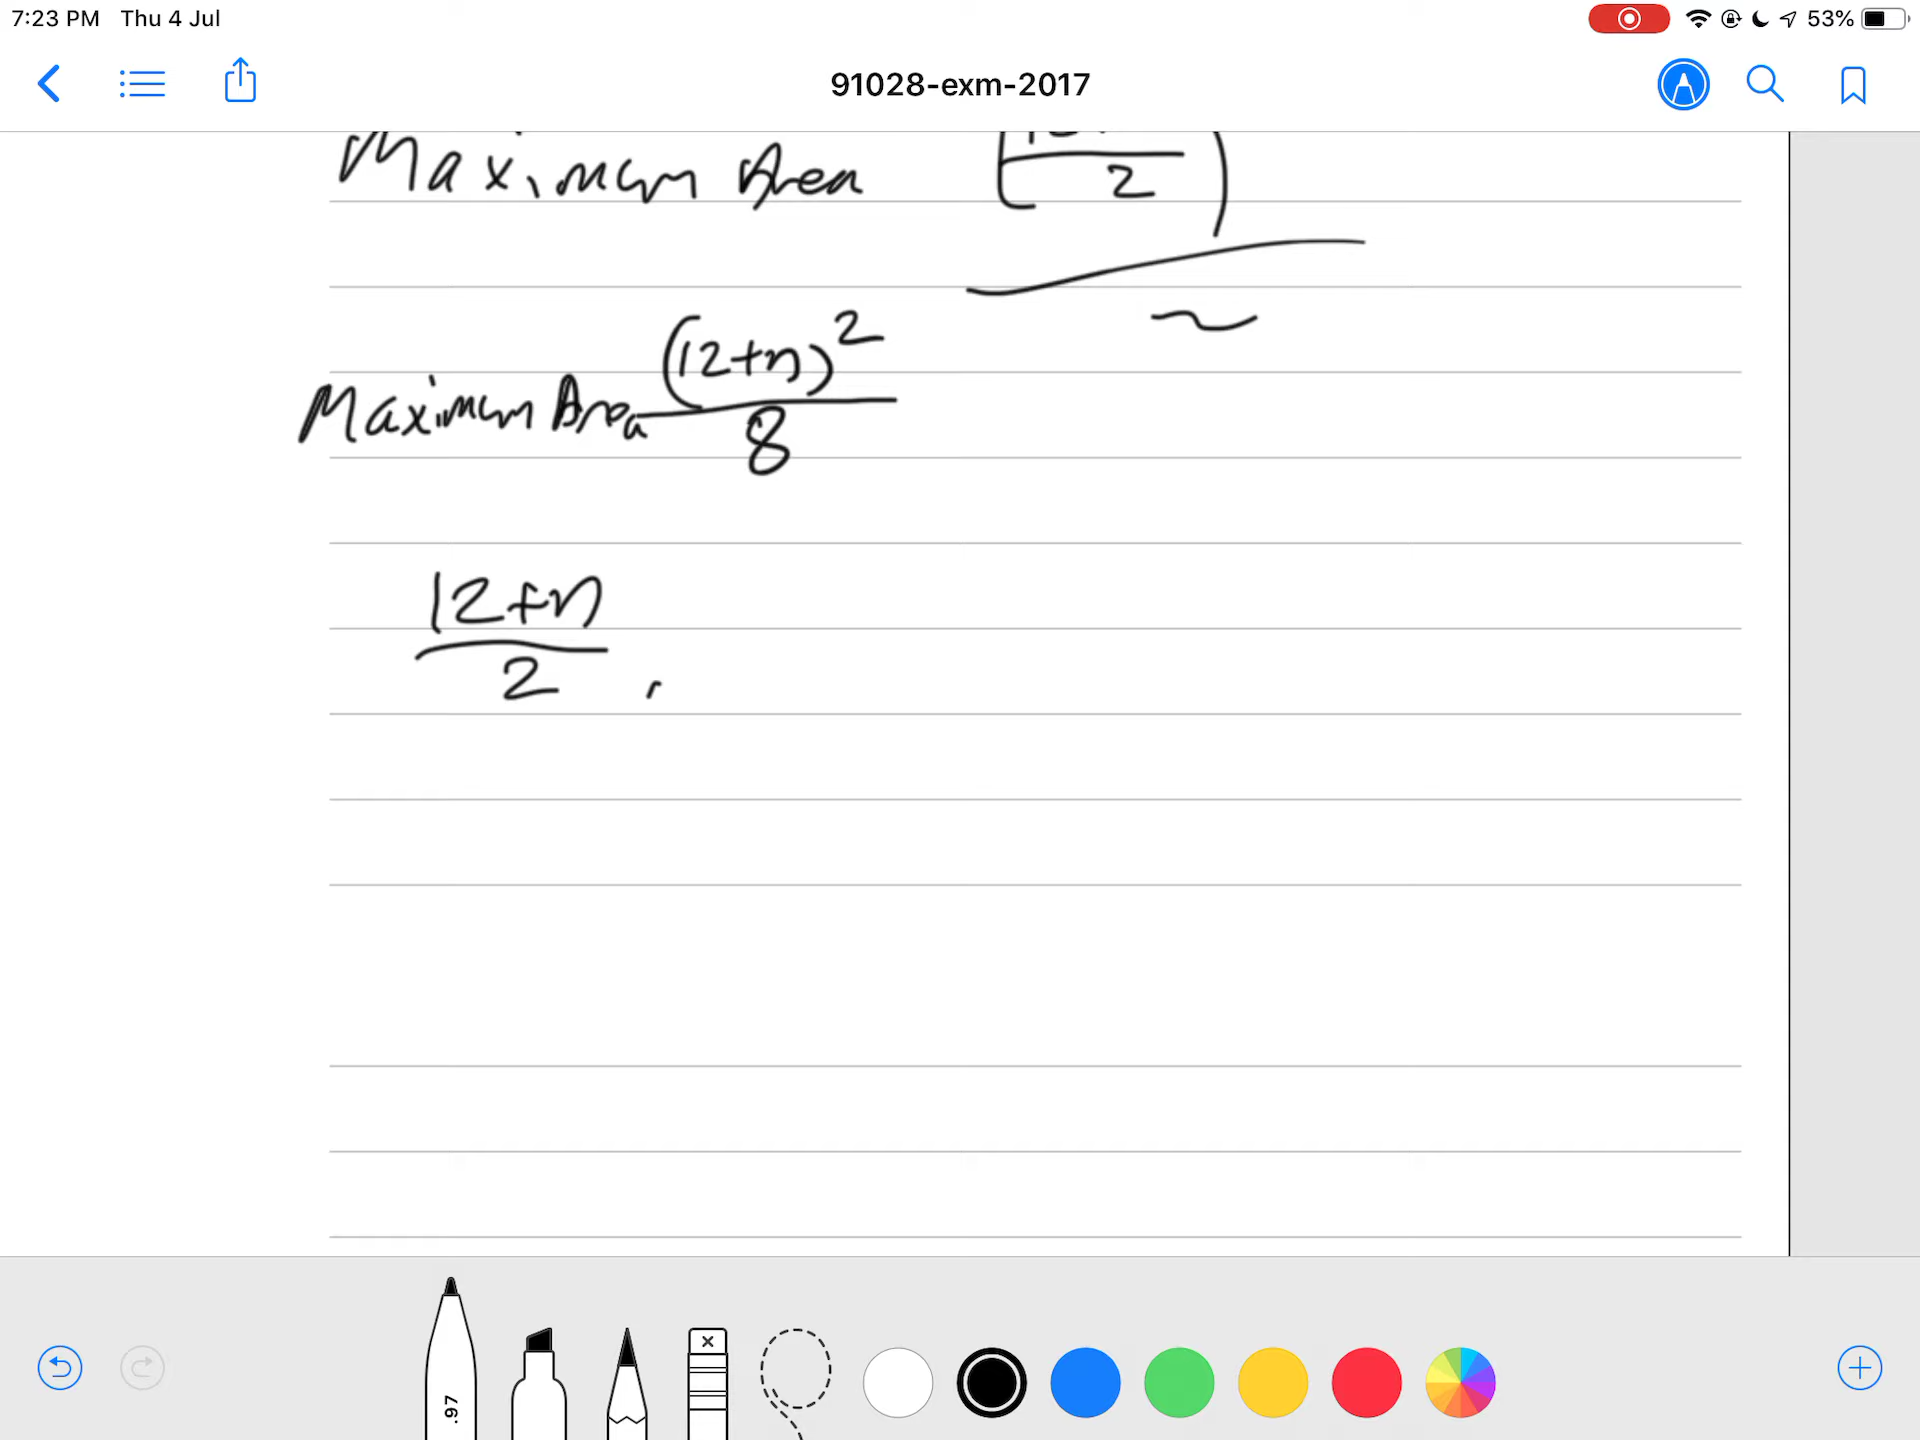 7:23 PM Thu 4 Jul 53%
91028-exm-2017
Maximum Area
2
(12+n)²
Maximum Area
8
12+n
2 ,
.97